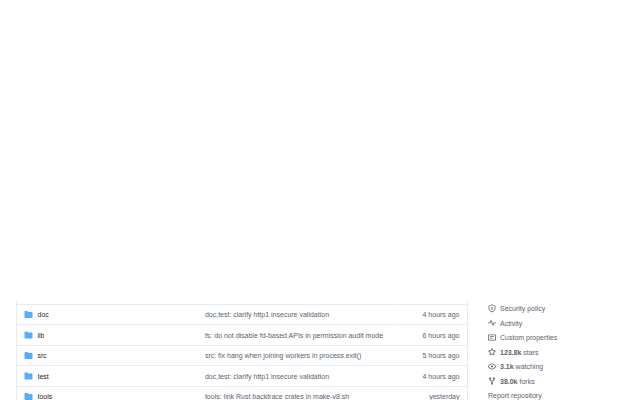 doc doc,test: clarify http1 insecure validation 4 hours ago
lib fs: do not disable fd-based APIs in permission audit mode 6 hours ago
src src: fix hang when joining workers in process.exit() 5 hours ago
test doc,test: clarify http1 insecure validation 4 hours ago
tools tools: link Rust backtrace crates in make-v8.sh yesterday
Security policy
Activity
Custom properties
123.8k stars
3.1k watching
38.0k forks
Report repository